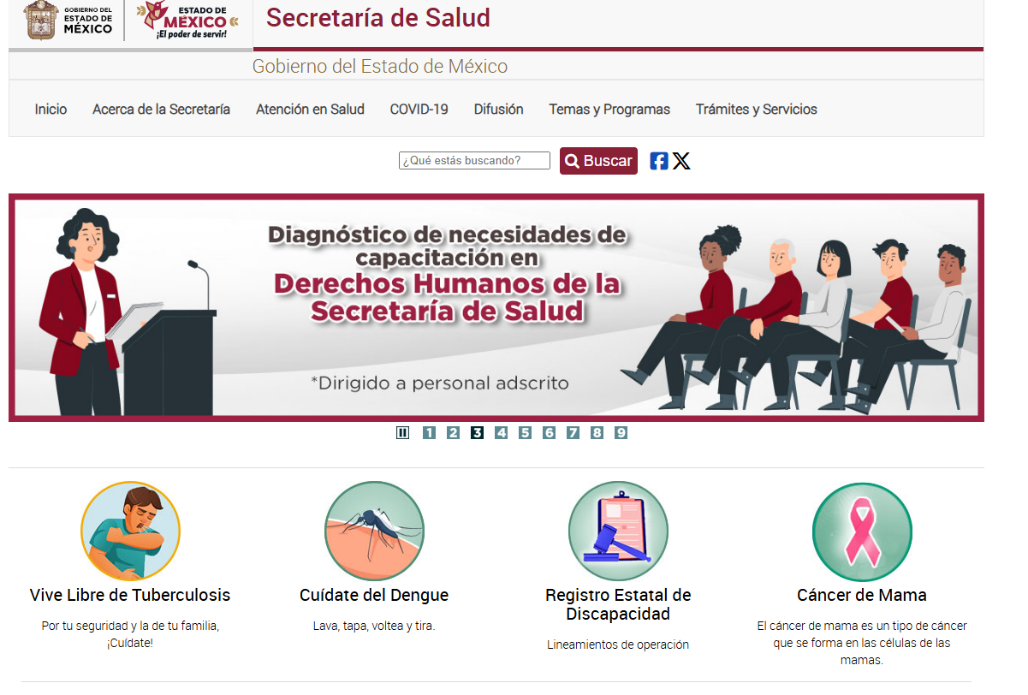 GOBIERNO DEL
ESTADO DE
MÉXICO
ESTADO DE
MÉXICO
¡El poder de servir!
Secretaría de Salud
Gobierno del Estado de México
Inicio Acerca de la Secretaría Atención en Salud COVID-19 Difusión Temas y Programas Trámites y Servicios
¿Qué estás buscando? Buscar
Diagnóstico de necesidades de
capacitación en
Derechos Humanos de la
Secretaría de Salud
*Dirigido a personal adscrito
1 2 3 4 5 6 7 8 9
Vive Libre de Tuberculosis
Por tu seguridad y la de tu familia,
¡Cuídate!
Cuídate del Dengue
Lava, tapa, voltea y tira.
Registro Estatal de
Discapacidad
Lineamientos de operación
Cáncer de Mama
El cáncer de mama es un tipo de cáncer
que se forma en las células de las
mamas.